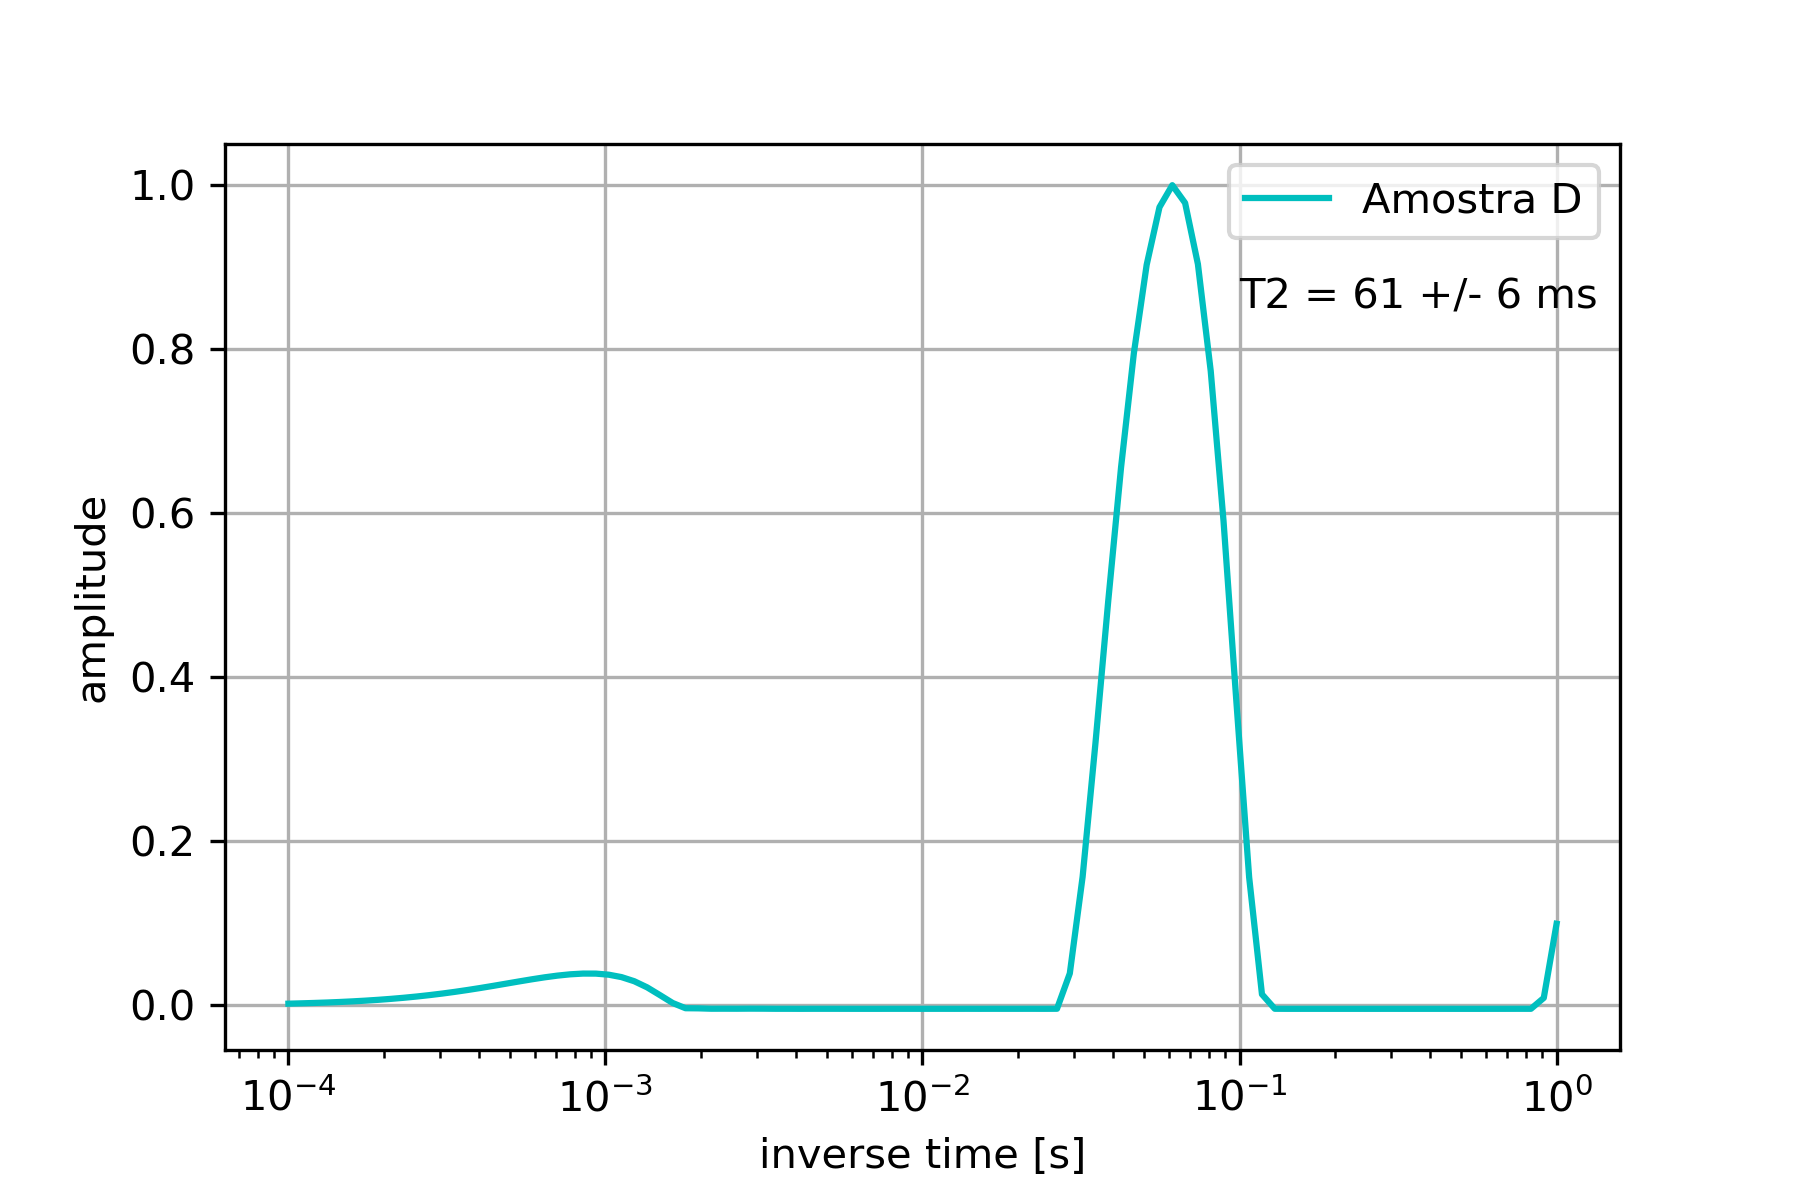 Amostra D
T2 = 61 +/- 6 ms
1.0
0.8
0.6
0.4
0.2
0.0
amplitude
10⁻⁴ 10⁻³ 10⁻² 10⁻¹ 10⁰
inverse time [s]